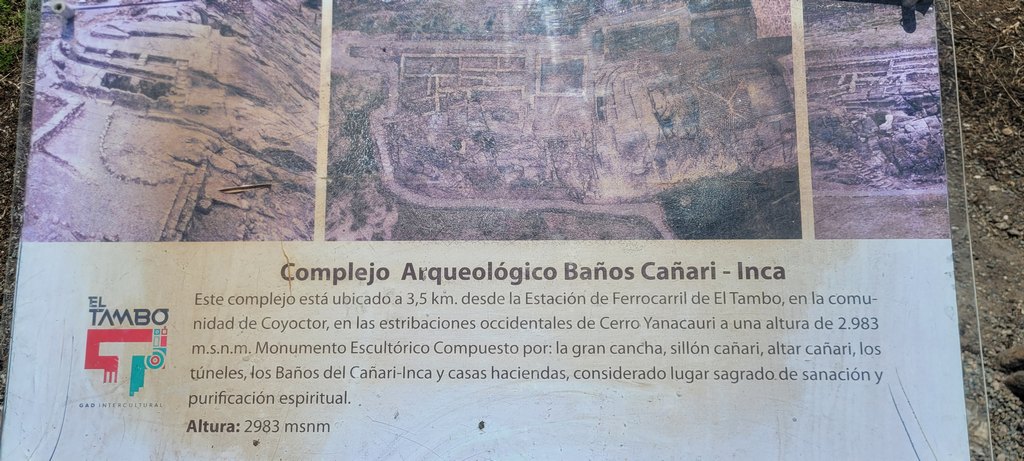 Complejo Arqueológico Baños Cañari - Inca
Este complejo está ubicado a 3,5 km. desde la Estación de Ferrocarril de El Tambo, en la comu-
nidad de Coyoctor, en las estribaciones occidentales de Cerro Yanacauri a una altura de 2.983
m.s.n.m. Monumento Escultórico Compuesto por: la gran cancha, sillón cañari, altar cañari, los
túneles, los Baños del Cañari-Inca y casas haciendas, considerado lugar sagrado de sanación y
purificación espiritual.
Altura: 2983 msnm
EL
TAMBO
GAD INTERCULTURAL